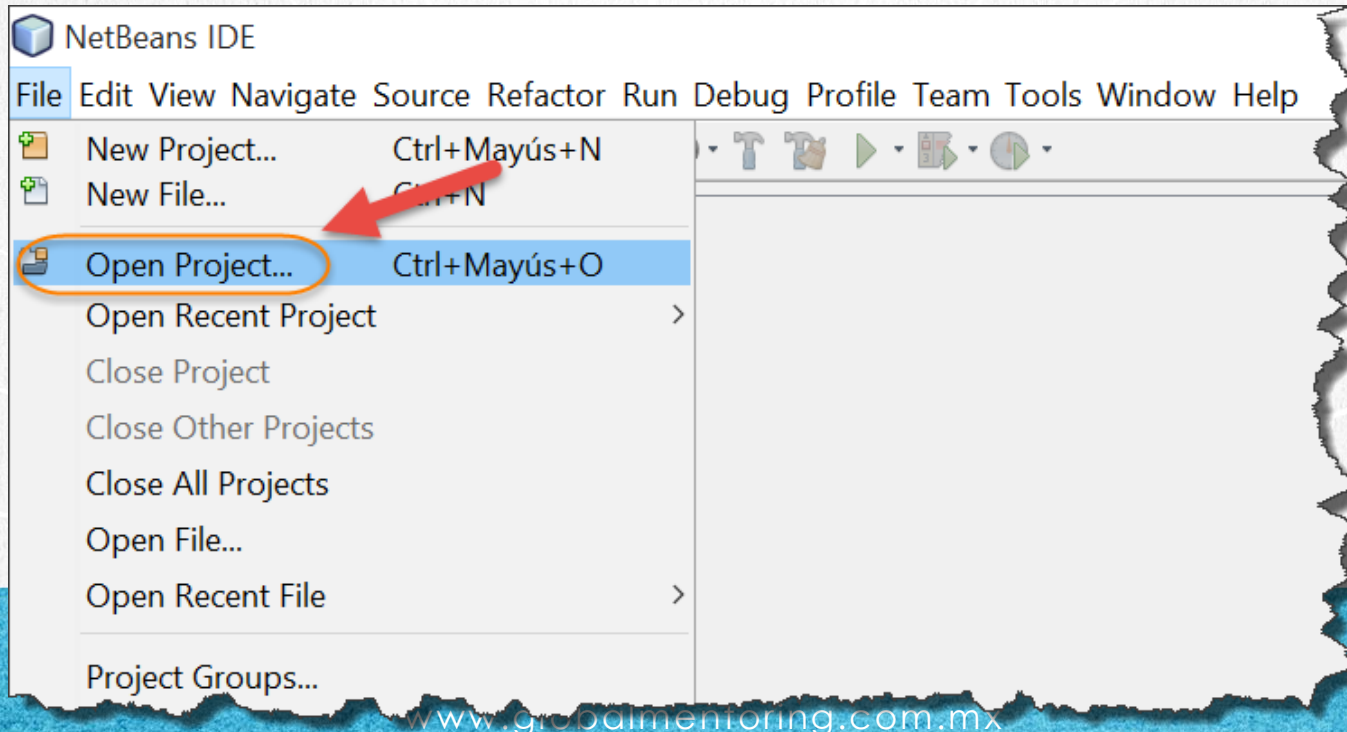 NetBeans IDE
File Edit View Navigate Source Refactor Run Debug Profile Team Tools Window Help
New Project... Ctrl+Mayús+N
New File... Ctrl+N
Open Project... Ctrl+Mayús+O
Open Recent Project
Close Project
Close Other Projects
Close All Projects
Open File...
Open Recent File
Project Groups...
www.globalmentoring.com.mx